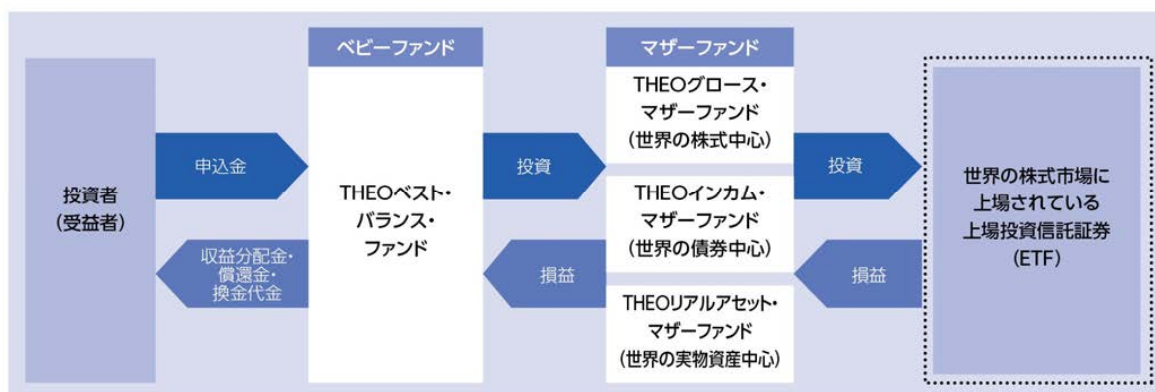 ベビーファンド
マザーファンド
投資者
(受益者)
申込金
収益分配金・
償還金・
換金代金
THEOベスト・
バランス・
ファンド
投資
損益
THEOグロース・
マザーファンド
(世界の株式中心)
THEOインカム・
マザーファンド
(世界の債券中心)
THEOリアルアセット・
マザーファンド
(世界の実物資産中心)
投資
損益
世界の株式市場に
上場されている
上場投資信託証券
(ETF)